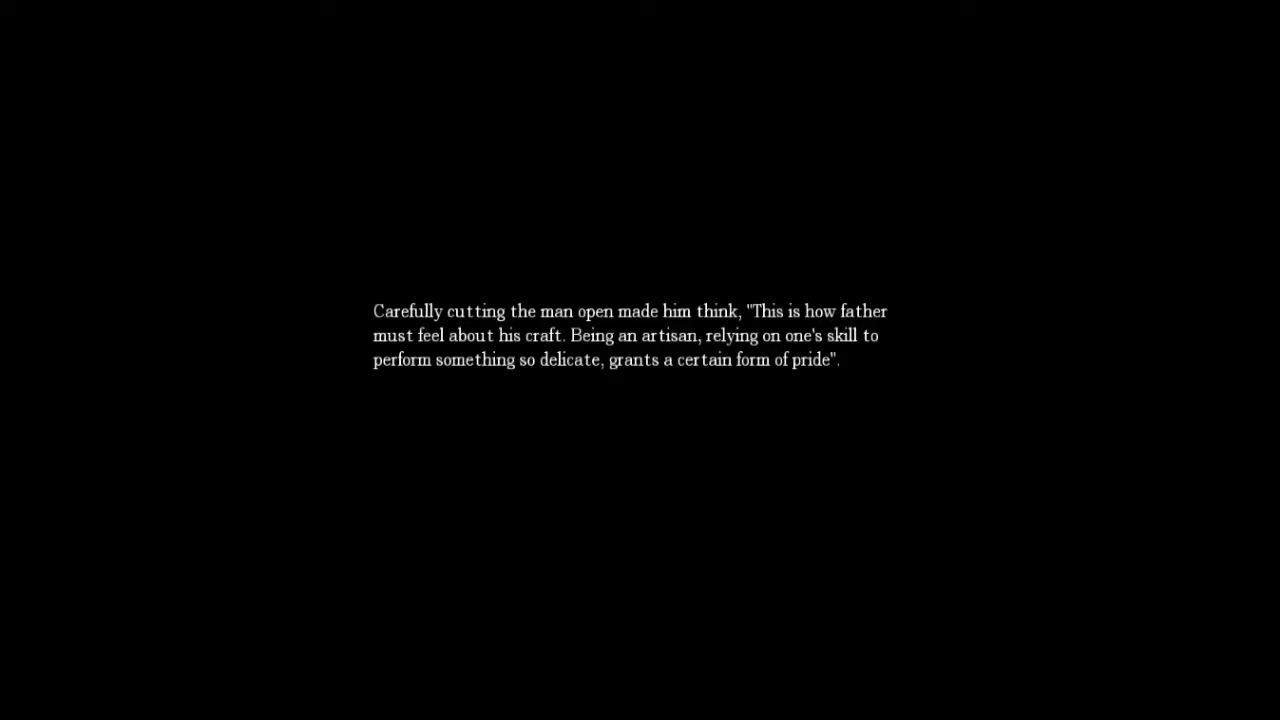 Carefully cutting the man open made him think, "This is how father
must feel about his craft. Being an artisan, relying on one's skill to
perform something so delicate, grants a certain form of pride".